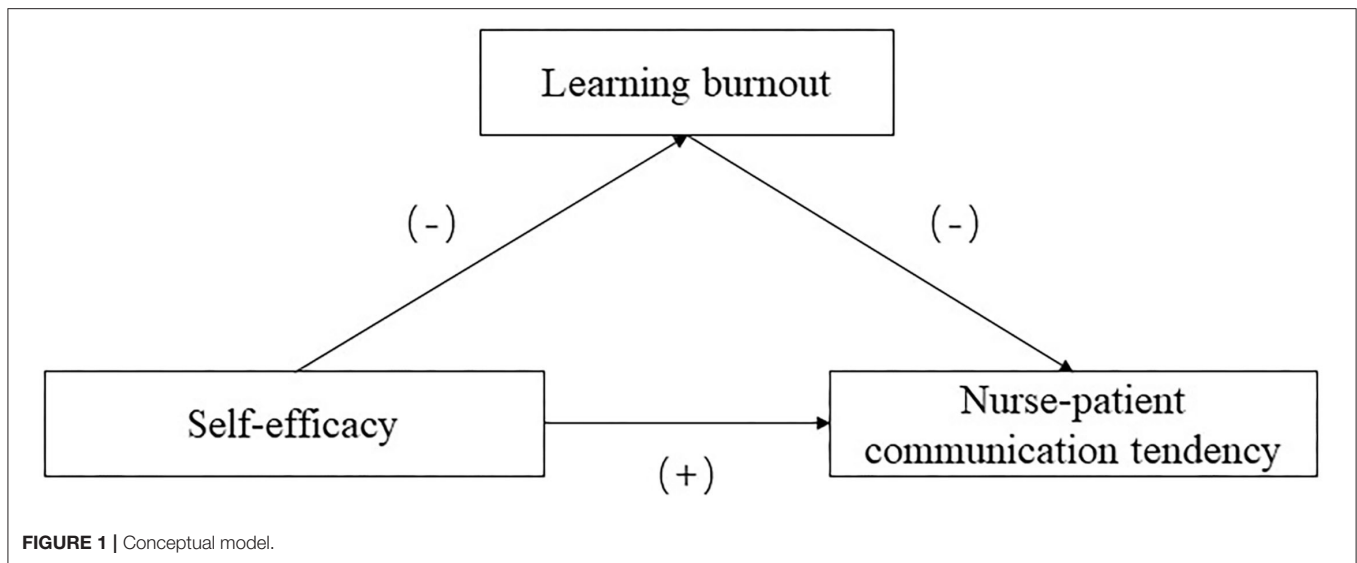 Learning burnout
(-)
(-)
Self-efficacy
Nurse-patient
communication tendency
(+)
FIGURE 1 | Conceptual model.